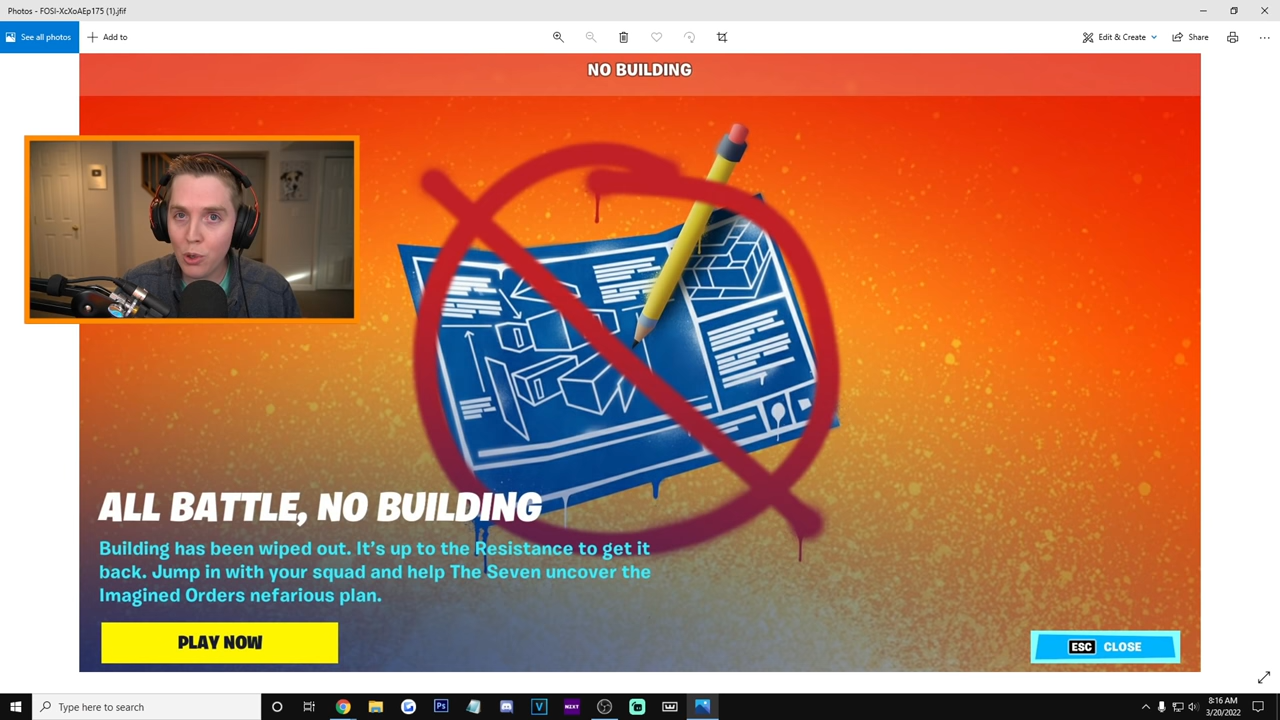 Photos - FOSI-XcXoAEp175 (1).jfif
See all photos
Add to
Edit & Create
Share
NO BUILDING
ALL BATTLE, NO BUILDING
Building has been wiped out. It's up to the Resistance to get it
back. Jump in with your squad and help The Seven uncover the
Imagined Orders nefarious plan.
PLAY NOW
ESC CLOSE
Type here to search
Ps
V
NEXT
8:16 AM
3/20/2022